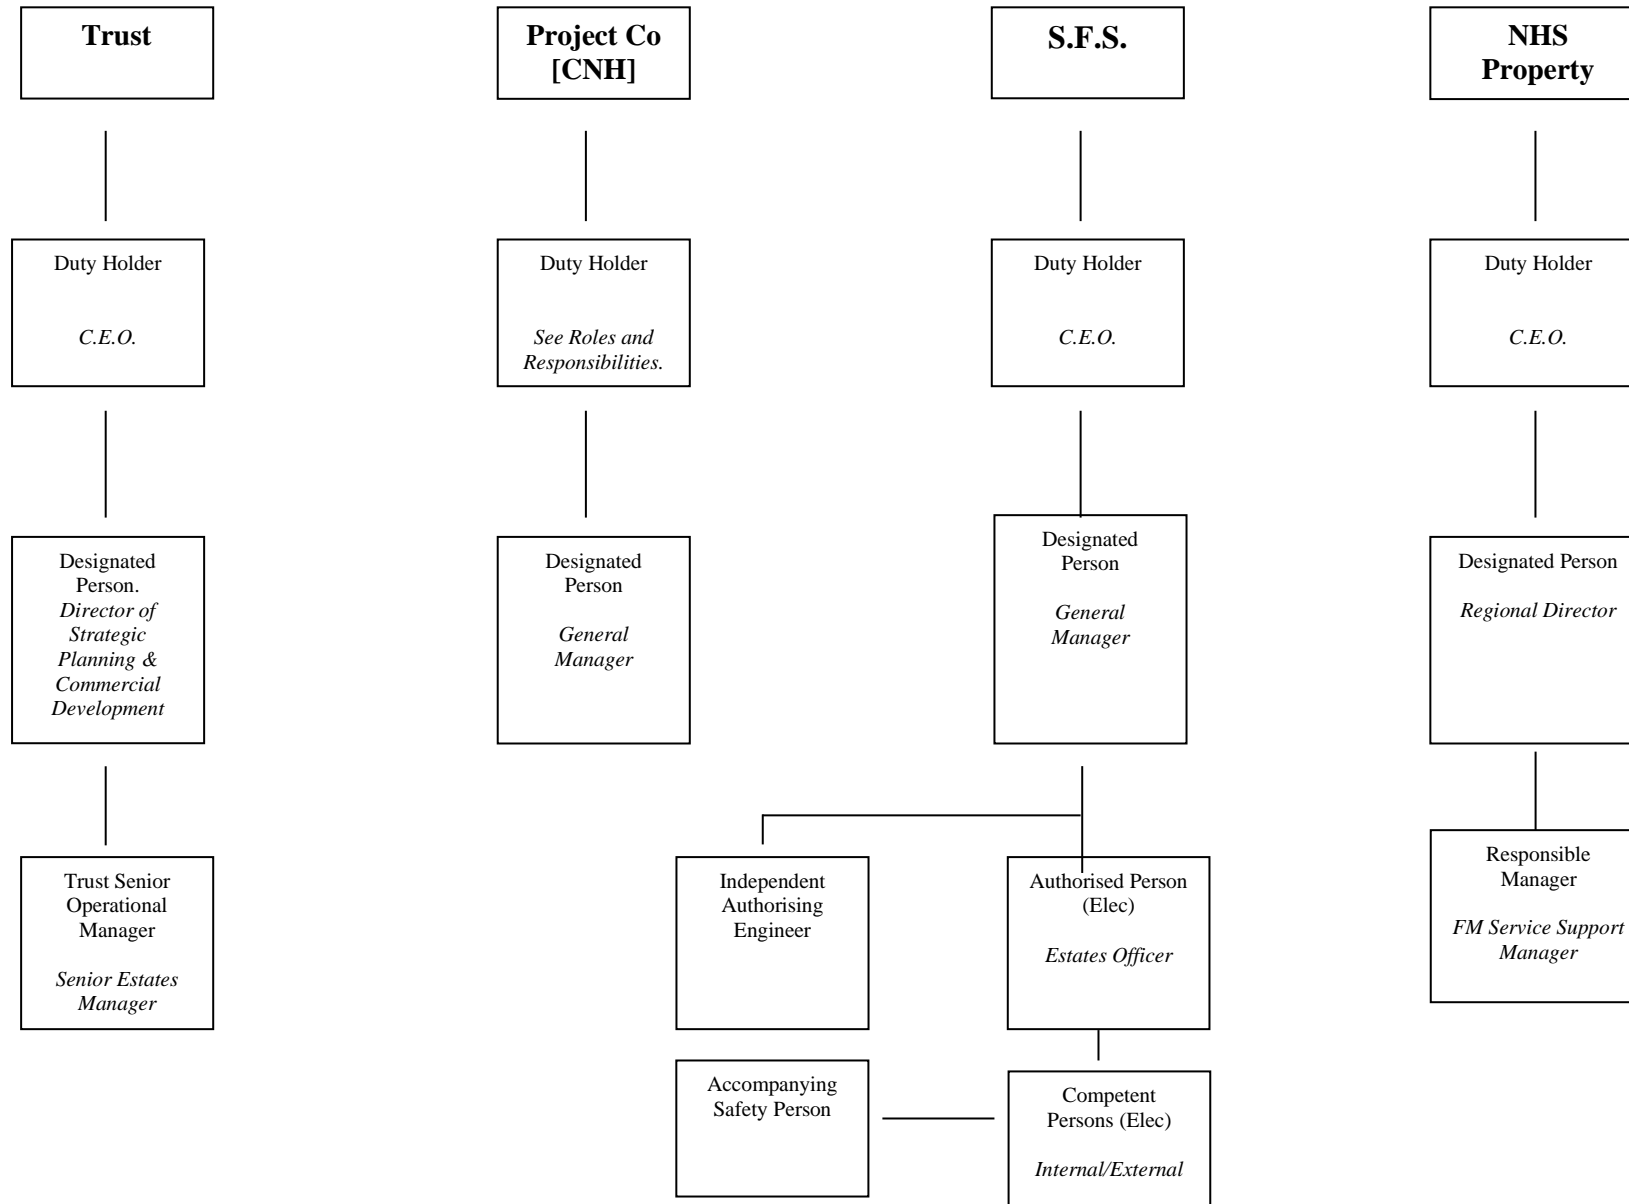 Trust
Project Co
[CNH]
S.F.S.
NHS
Property
Duty Holder
C.E.O.
Duty Holder
See Roles and
Responsibilities.
Duty Holder
C.E.O.
Duty Holder
C.E.O.
Designated
Person.
Director of
Strategic
Planning &
Commercial
Development
Designated
Person
General
Manager
Designated
Person
General
Manager
Designated Person
Regional Director
Trust Senior
Operational
Manager
Senior Estates
Manager
Independent
Authorising
Engineer
Authorised Person
(Elec)
Estates Officer
Responsible
Manager
FM Service Support
Manager
Accompanying
Safety Person
Competent
Persons (Elec)
Internal/External